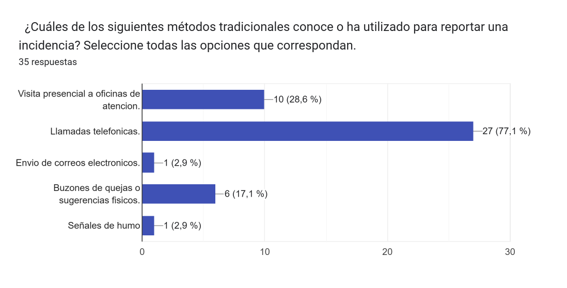 ¿Cuáles de los siguientes métodos tradicionales conoce o ha utilizado para reportar una
incidencia? Seleccione todas las opciones que correspondan.
35 respuestas
Visita presencial a oficinas de
atencion.
10 (28,6 %)
Llamadas telefonicas.
27 (77,1 %)
Envio de correos electronicos.
1 (2,9 %)
Buzones de quejas o
sugerencias fisicos.
6 (17,1 %)
Señales de humo
1 (2,9 %)
0
10
20
30